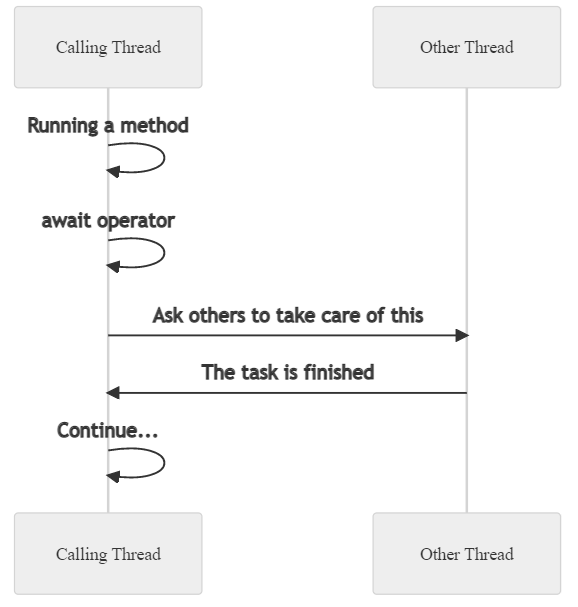 Calling Thread
Other Thread
Running a method
await operator
Ask others to take care of this
The task is finished
Continue...
Calling Thread
Other Thread